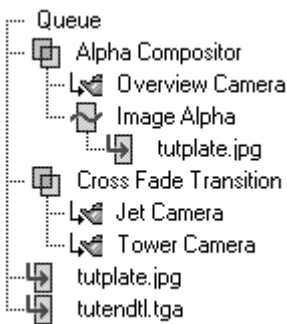 Queue
Alpha Compositor
Overview Camera
Image Alpha
tutplate.jpg
Cross Fade Transition
Jet Camera
Tower Camera
tutplate.jpg
tutendtl.tga